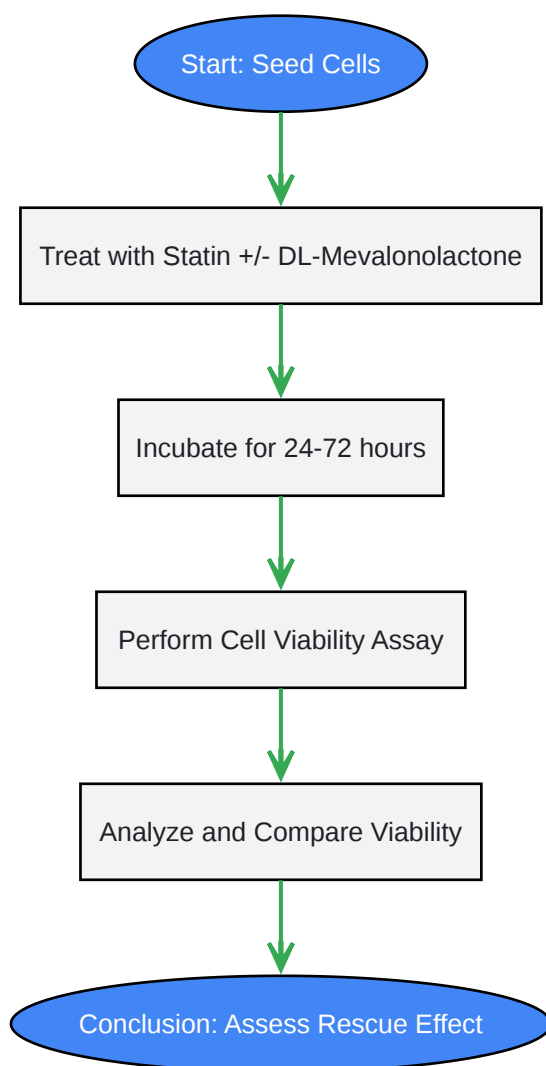 Start: Seed Cells
Treat with Statin +/- DL-Mevalonolactone
Incubate for 24-72 hours
Perform Cell Viability Assay
Analyze and Compare Viability
Conclusion: Assess Rescue Effect